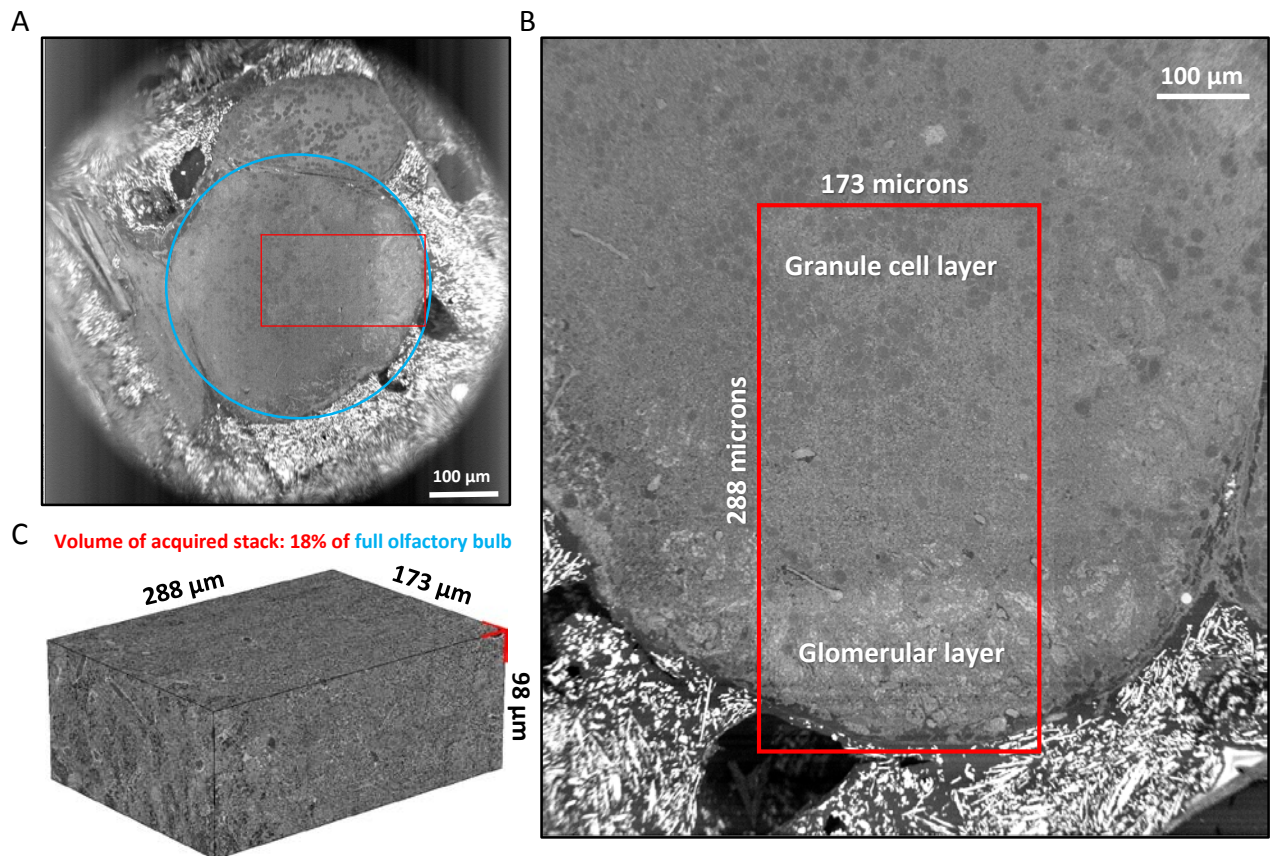 A
100 µm
B
100 µm
173 microns
Granule cell layer
288 microns
Glomerular layer
C
Volume of acquired stack: 18% of full olfactory bulb
288 µm
173 µm
98 µm